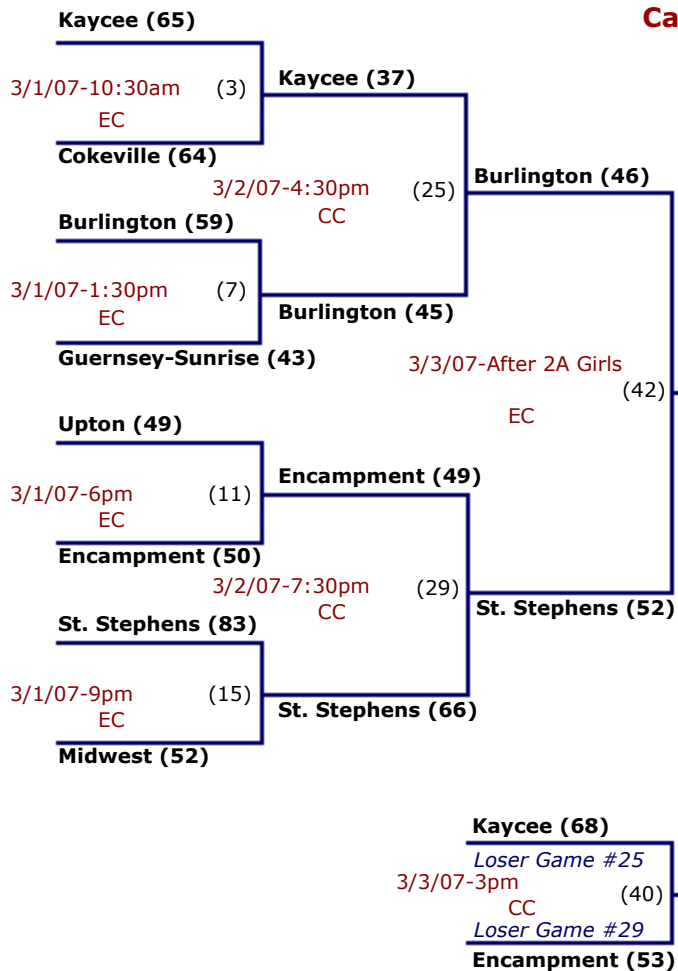 Kaycee (65)
Ca
3/1/07-10:30am
(3)
EC
Cokeville (64)
Kaycee (37)
3/2/07-4:30pm
(25)
CC
Burlington (46)
Burlington (59)
3/1/07-1:30pm
(7)
EC
Guernsey-Sunrise (43)
Burlington (45)
3/3/07-After 2A Girls
(42)
EC
Upton (49)
3/1/07-6pm
(11)
EC
Encampment (50)
Encampment (49)
3/2/07-7:30pm
(29)
CC
St. Stephens (52)
St. Stephens (83)
3/1/07-9pm
(15)
EC
Midwest (52)
St. Stephens (66)
Kaycee (68)
Loser Game #25
3/3/07-3pm
(40)
CC
Loser Game #29
Encampment (53)